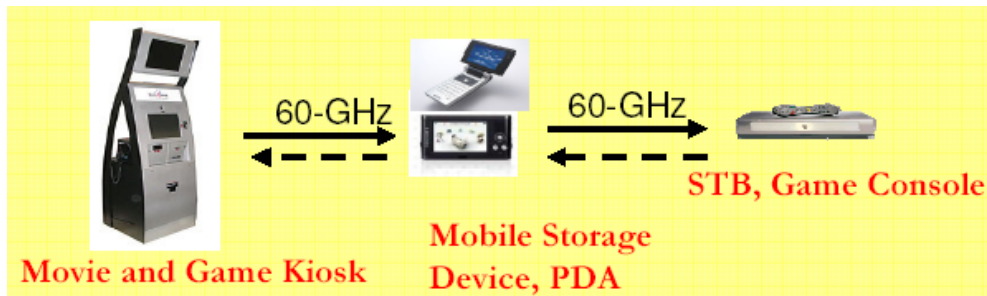 60-GHz
60-GHz
STB, Game Console
Mobile Storage
Device, PDA
Movie and Game Kiosk